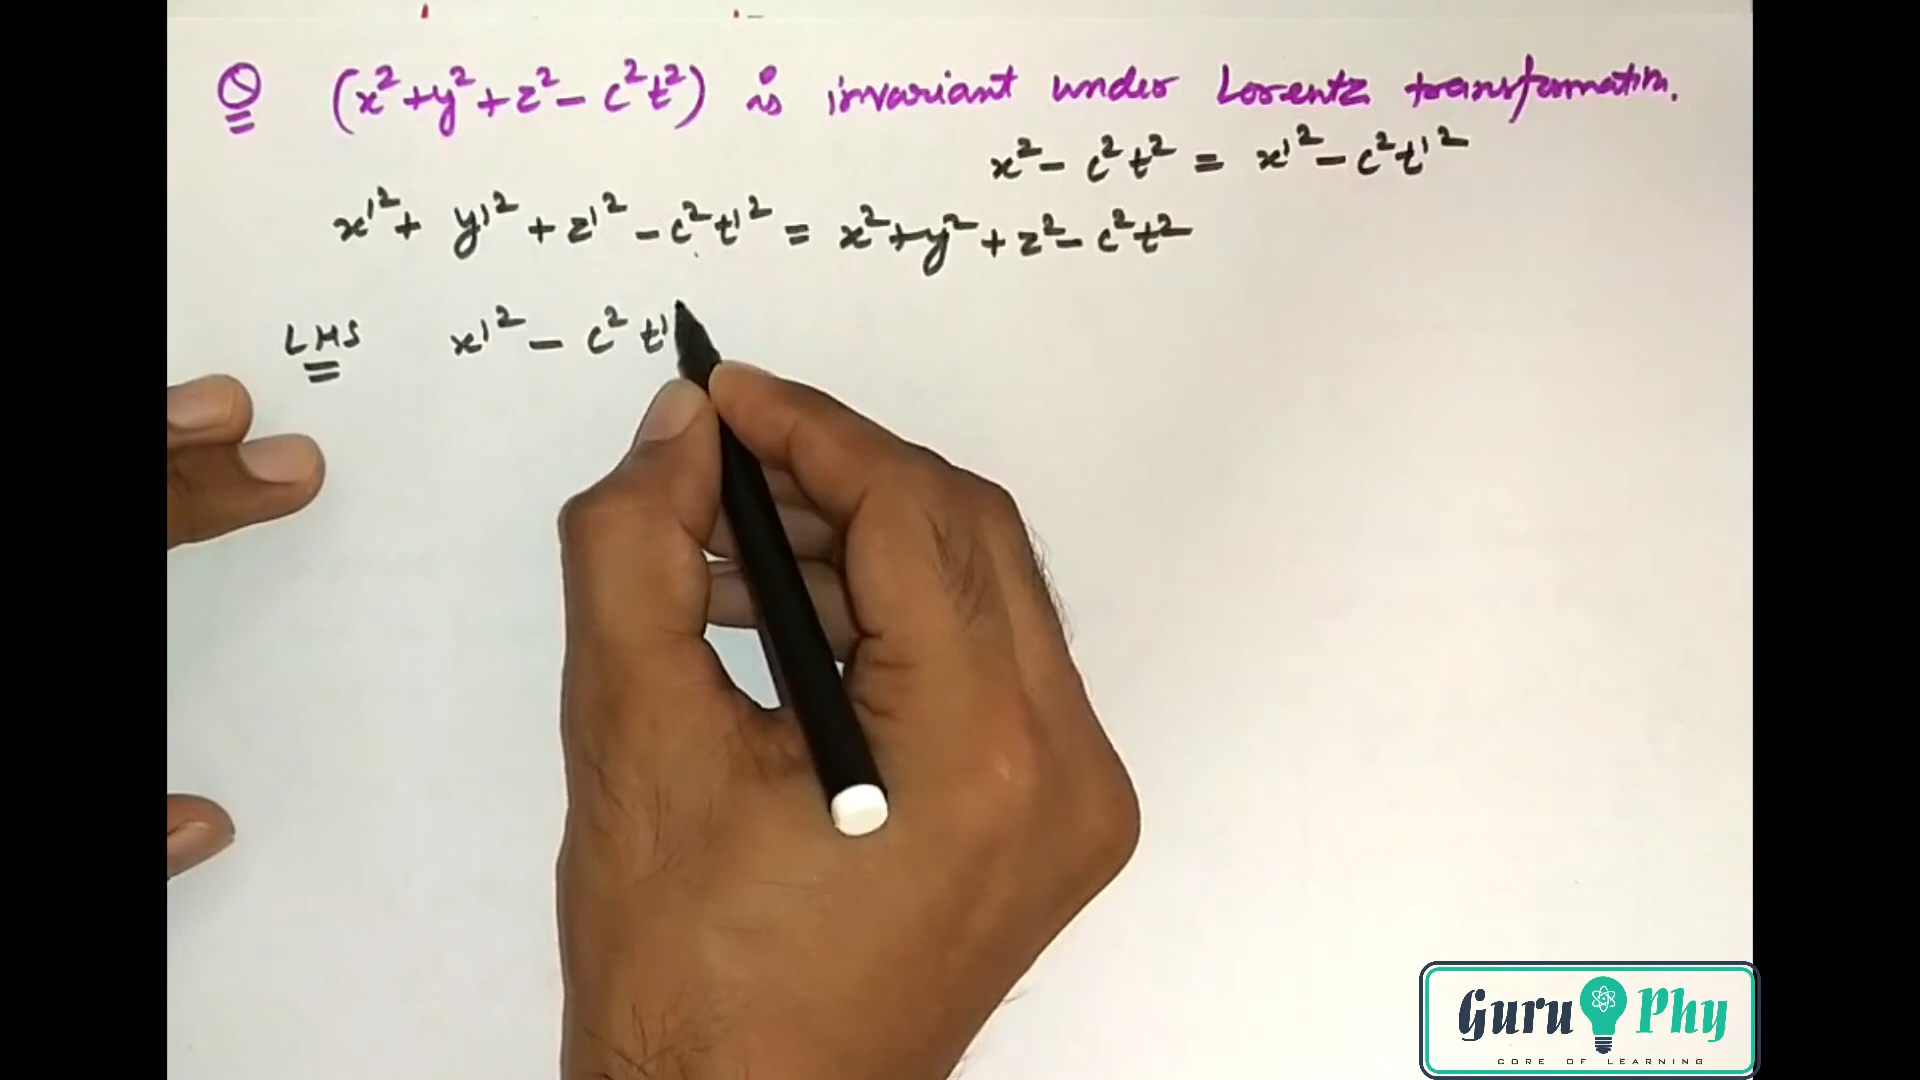 Q (x²+y²+z²- c²t²) is invariant under Lorentz transformation.
x²- c²t² = x'²- c²t'²
x'²+ y'²+z'²-c²t'² = x²+y²+z²- c²t²
LHS x'² - c² t'
Guru Phy
CORE OF LEARNING